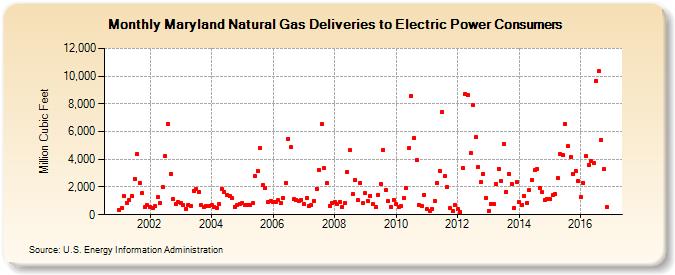 Monthly Maryland Natural Gas Deliveries to Electric Power Consumers
Million Cubic Feet
12,000
10,000
8,000
6,000
4,000
2,000
0
2002 2004 2006 2008 2010 2012 2014 2016
Source: U.S. Energy Information Administration